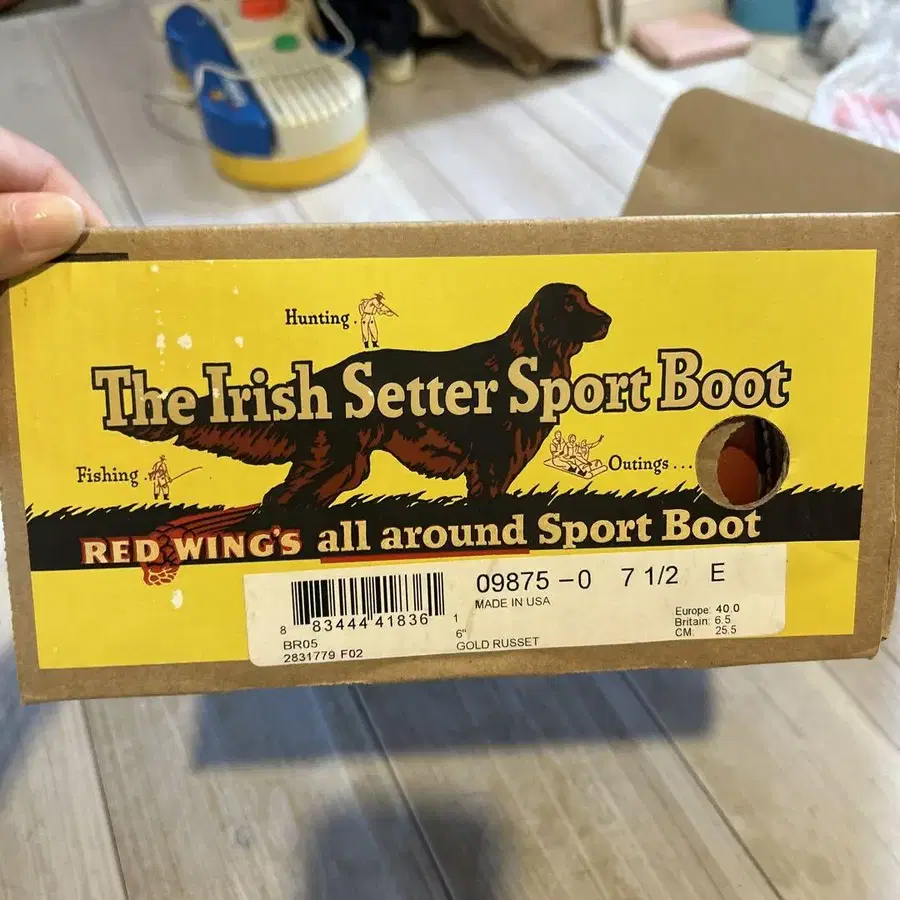 Hunting .
The Irish Setter Sport Boot
Fishing .
Outings...
RED WING'S all around Sport Boot
09875-0 7 1/2 E
MADE IN USA
8 83444 41836 1
BR05
2831779 F02
6"
GOLD RUSSET
Europe: 40.0
Britain: 6.5
CM: 25.5